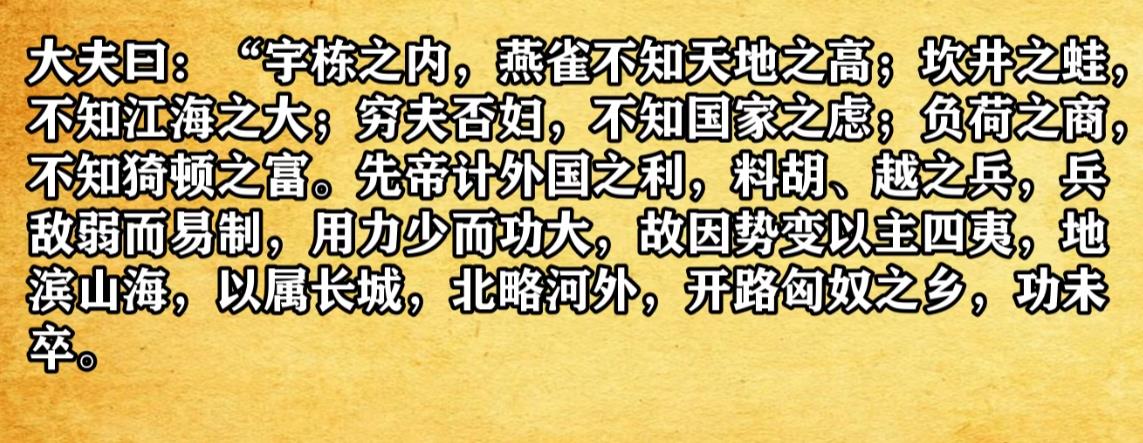 大夫曰：“宇栋之内，燕雀不知天地之高；坎井之蛙，
不知江海之大；穷夫否妇，不知国家之虑；负荷之商，
不知猗顿之富。先帝计外国之利，料胡、越之兵，兵
敌弱而易制，用力少而功大，故因势变以主四夷，地
滨山海，以属长城，北略河外，开路匈奴之乡，功未
卒。